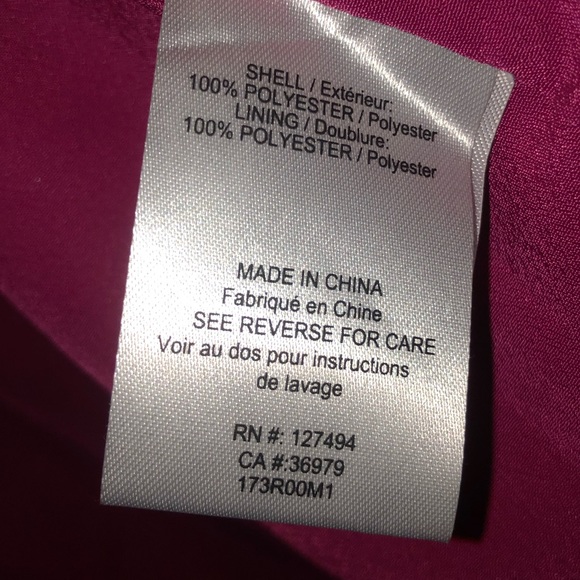 SHELL / Extérieur:
100% POLYESTER / Polyester
LINING / Doublure:
100% POLYESTER / Polyester
MADE IN CHINA
Fabriqué en Chine
SEE REVERSE FOR CARE
Voir au dos pour instructions
de lavage
RN #: 127494
CA #:36979
173R00M1